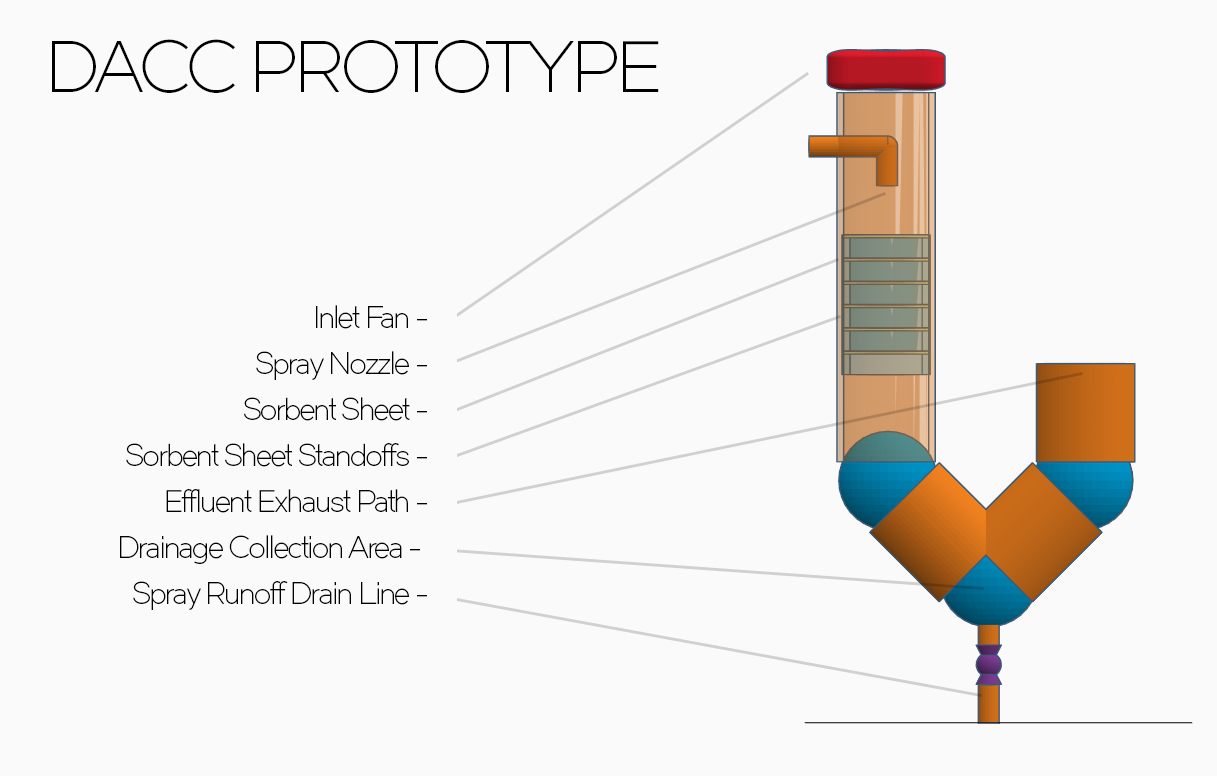 DACC PROTOTYPE
Inlet Fan -
Spray Nozzle -
Sorbent Sheet -
Sorbent Sheet Standoffs -
Effluent Exhaust Path -
Drainage Collection Area -
Spray Runoff Drain Line -